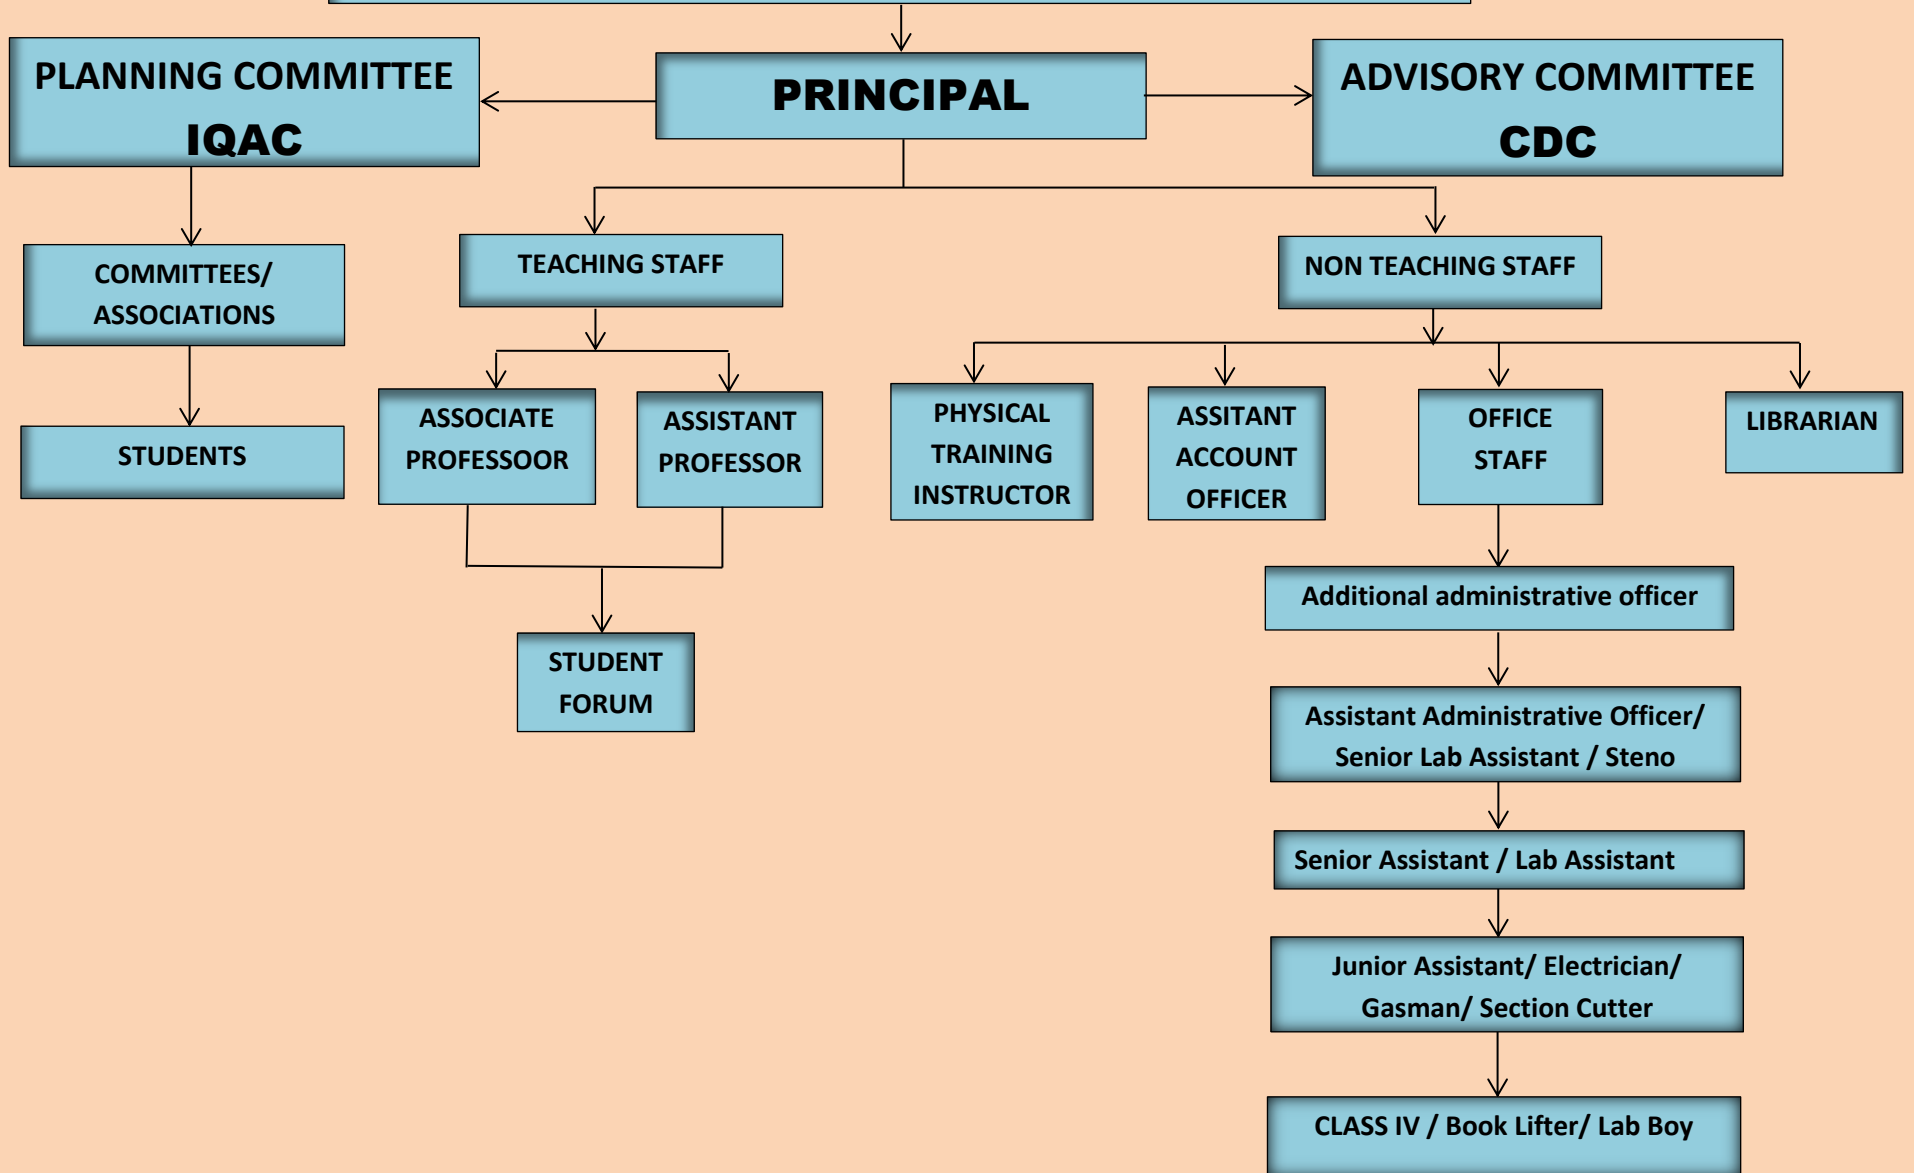 PLANNING COMMITTEE
IQAC
PRINCIPAL
ADVISORY COMMITTEE
CDC
COMMITTEES/
ASSOCIATIONS
TEACHING STAFF
NON TEACHING STAFF
STUDENTS
ASSOCIATE
PROFESSOOR
ASSISTANT
PROFESSOR
PHYSICAL
TRAINING
INSTRUCTOR
ASSITANT
ACCOUNT
OFFICER
OFFICE
STAFF
LIBRARIAN
STUDENT
FORUM
Additional administrative officer
Assistant Administrative Officer/
Senior Lab Assistant / Steno
Senior Assistant / Lab Assistant
Junior Assistant/ Electrician/
Gasman/ Section Cutter
CLASS IV / Book Lifter/ Lab Boy